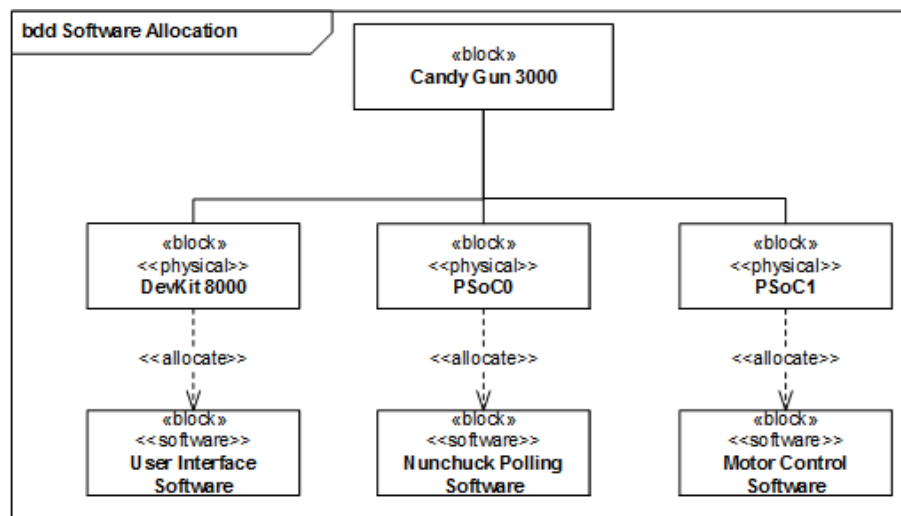 bdd Software Allocation
«block»
Candy Gun 3000
«block»
<<physical>>
DevKit 8000
«block»
<<physical>>
PSoC0
«block»
<<physical>>
PSoC1
<<allocate>>
<<allocate>>
<<allocate>>
«block»
<<software>>
User Interface
Software
«block»
<<software>>
Nunchuck Polling
Software
«block»
<<software>>
Motor Control
Software